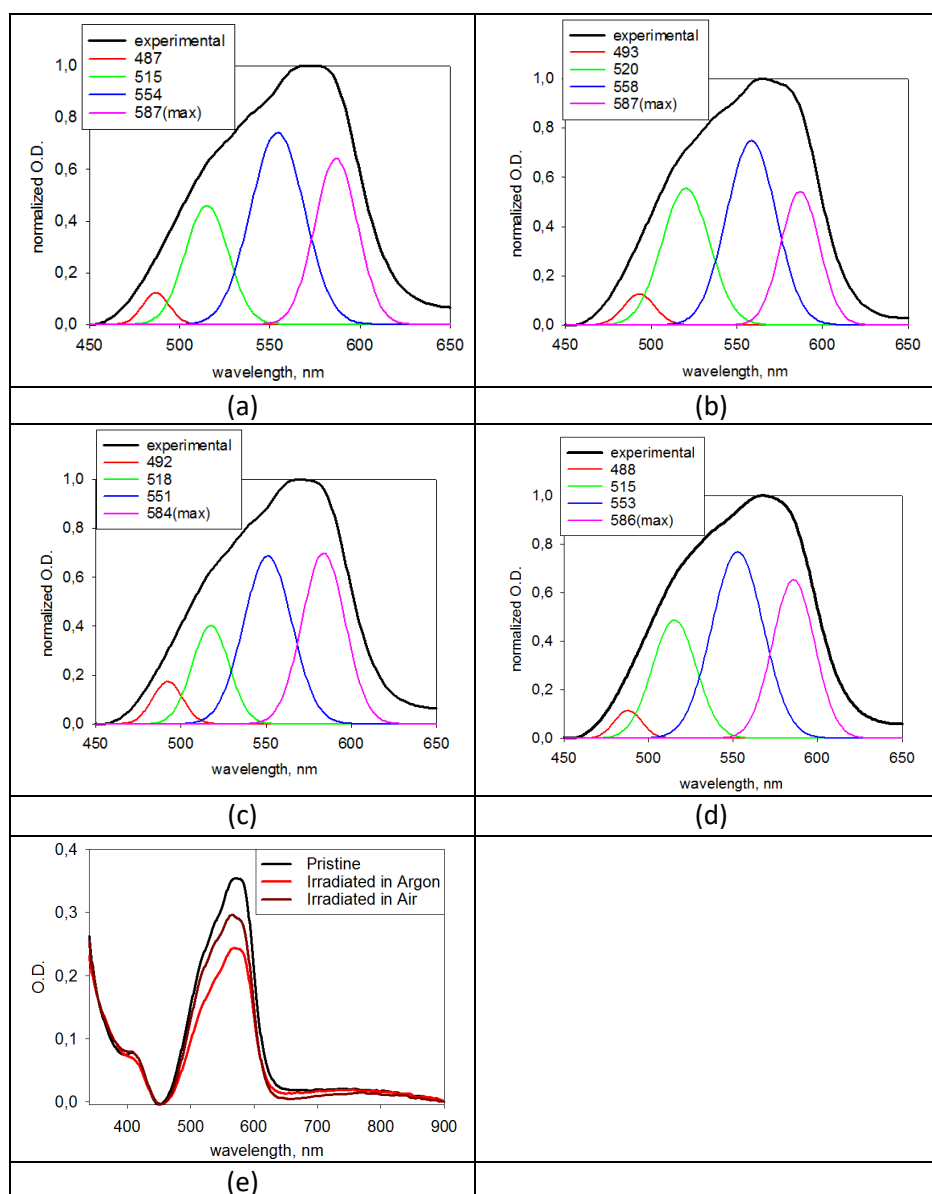 experimental
487
515
554
587(max)
1,0
0,8
0,6
0,4
0,2
0,0
normalized O.D.
450 500 550 600 650
wavelength, nm
(a)
experimental
493
520
558
587(max)
1,0
0,8
0,6
0,4
0,2
0,0
normalized O.D.
450 500 550 600 650
wavelength, nm
(b)
experimental
492
518
551
584(max)
1,0
0,8
0,6
0,4
0,2
0,0
normalized O.D.
450 500 550 600 650
wavelength, nm
(c)
experimental
488
515
553
586(max)
1,0
0,8
0,6
0,4
0,2
0,0
normalized O.D.
450 500 550 600 650
wavelength, nm
(d)
Pristine
Irradiated in Argon
Irradiated in Air
0,4
0,3
0,2
0,1
0,0
O.D.
400 500 600 700 800 900
wavelength, nm
(e)